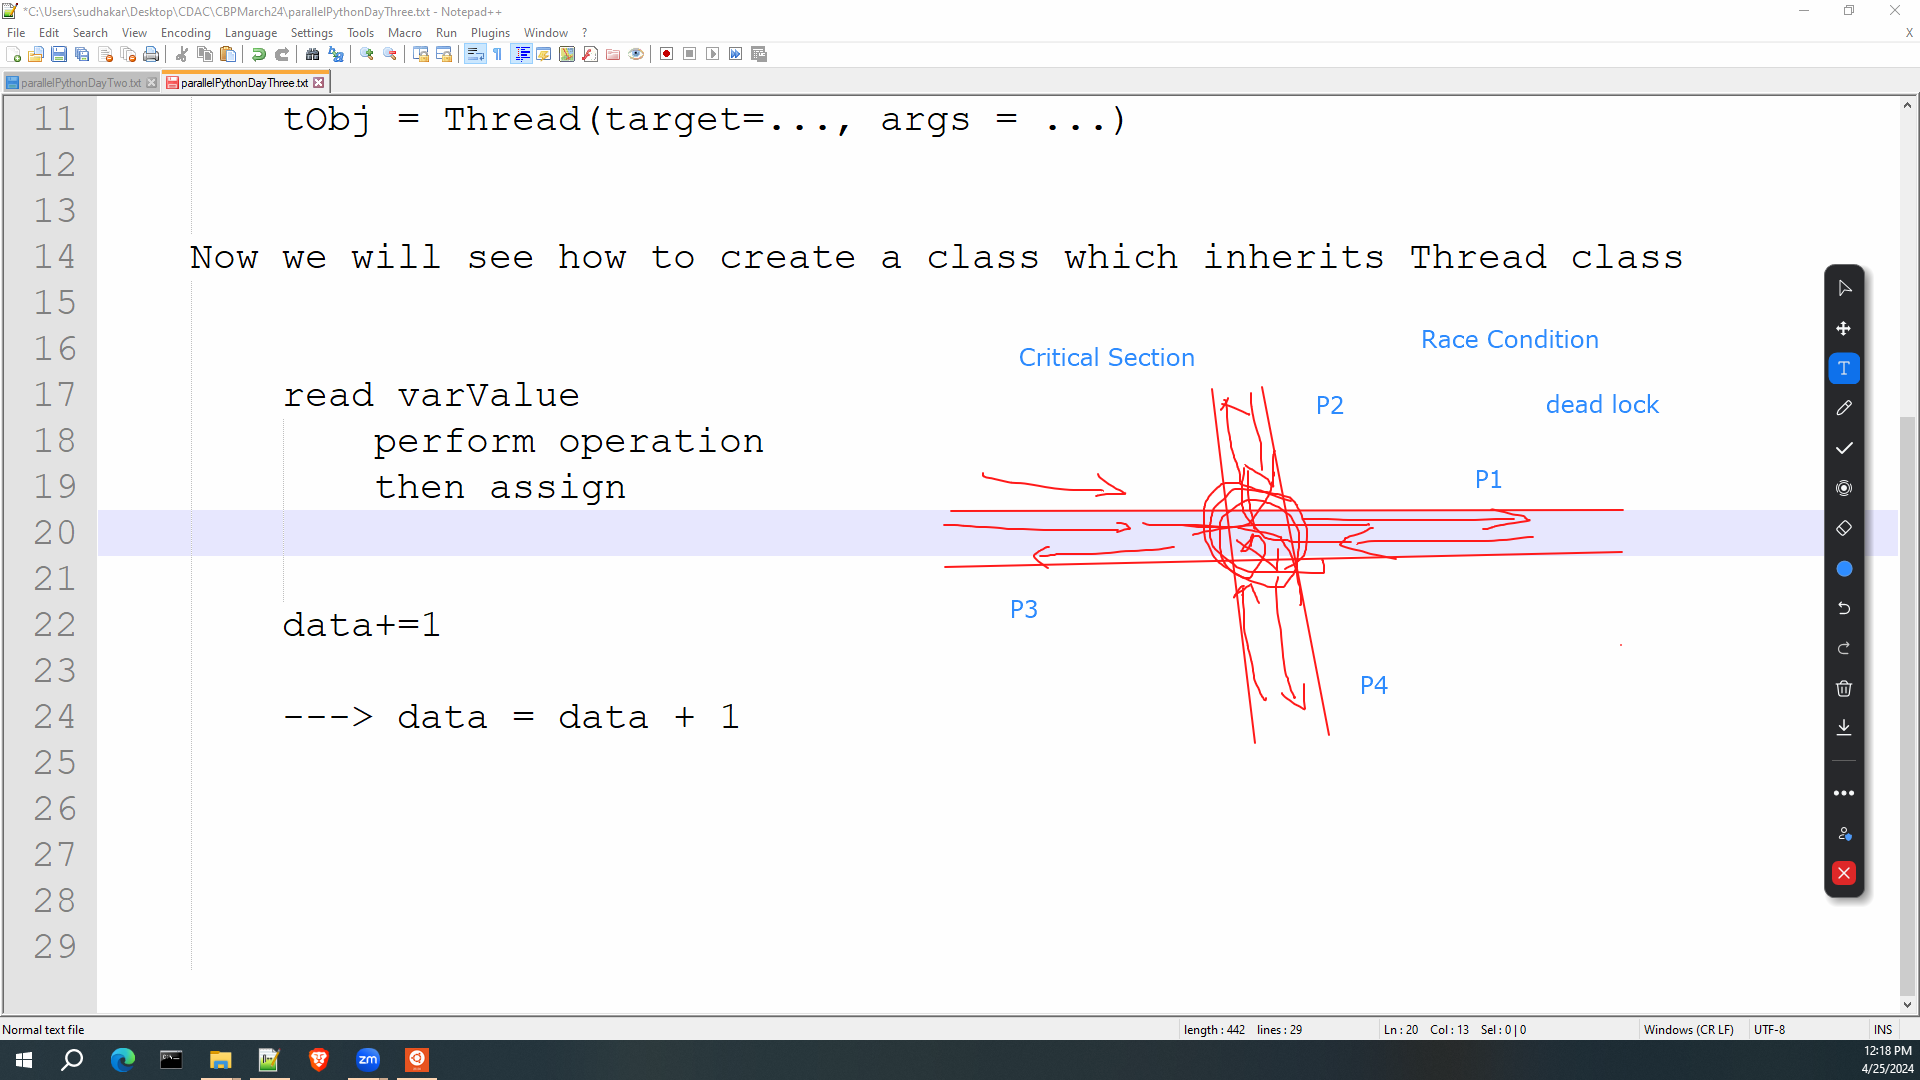 *C:\Users\sudhakar\Desktop\CDAC\CBPMarch24\parallelPythonDayThree.txt - Notepad++
File Edit Search View Encoding Language Settings Tools Macro Run Plugins Window ? X
parallelPythonDayTwo.txt parallelPythonDayThree.txt
11 tObj = Thread(target=..., args = ...)
12
13
14 Now we will see how to create a class which inherits Thread class
15
16
17 read varValue
18 perform operation
19 then assign
20
21
22 data+=1
23
24 ---> data = data + 1
25
26
27
28
29
Critical Section
Race Condition
P2
dead lock
P1
P3
P4
T
Normal text file length : 442 lines : 29 Ln : 20 Col : 13 Sel : 0 | 0 Windows (CR LF) UTF-8 INS
zm
12:18 PM
4/25/2024